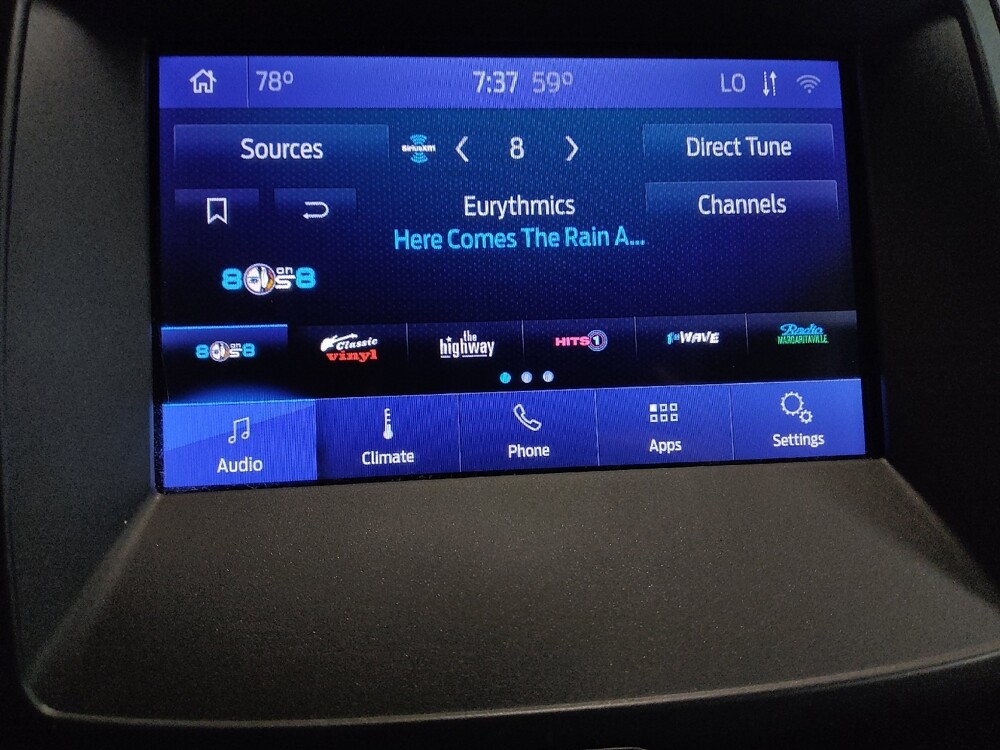 78° 7:37 59° LO
Sources SiriusXM 8 Direct Tune
Eurythmics Channels
Here Comes The Rain A...
80s on 8
80s on 8 Classic vinyl the highway HITS 1 1st WAVE Radio MARGARITAVILLE
Audio Climate Phone Apps Settings